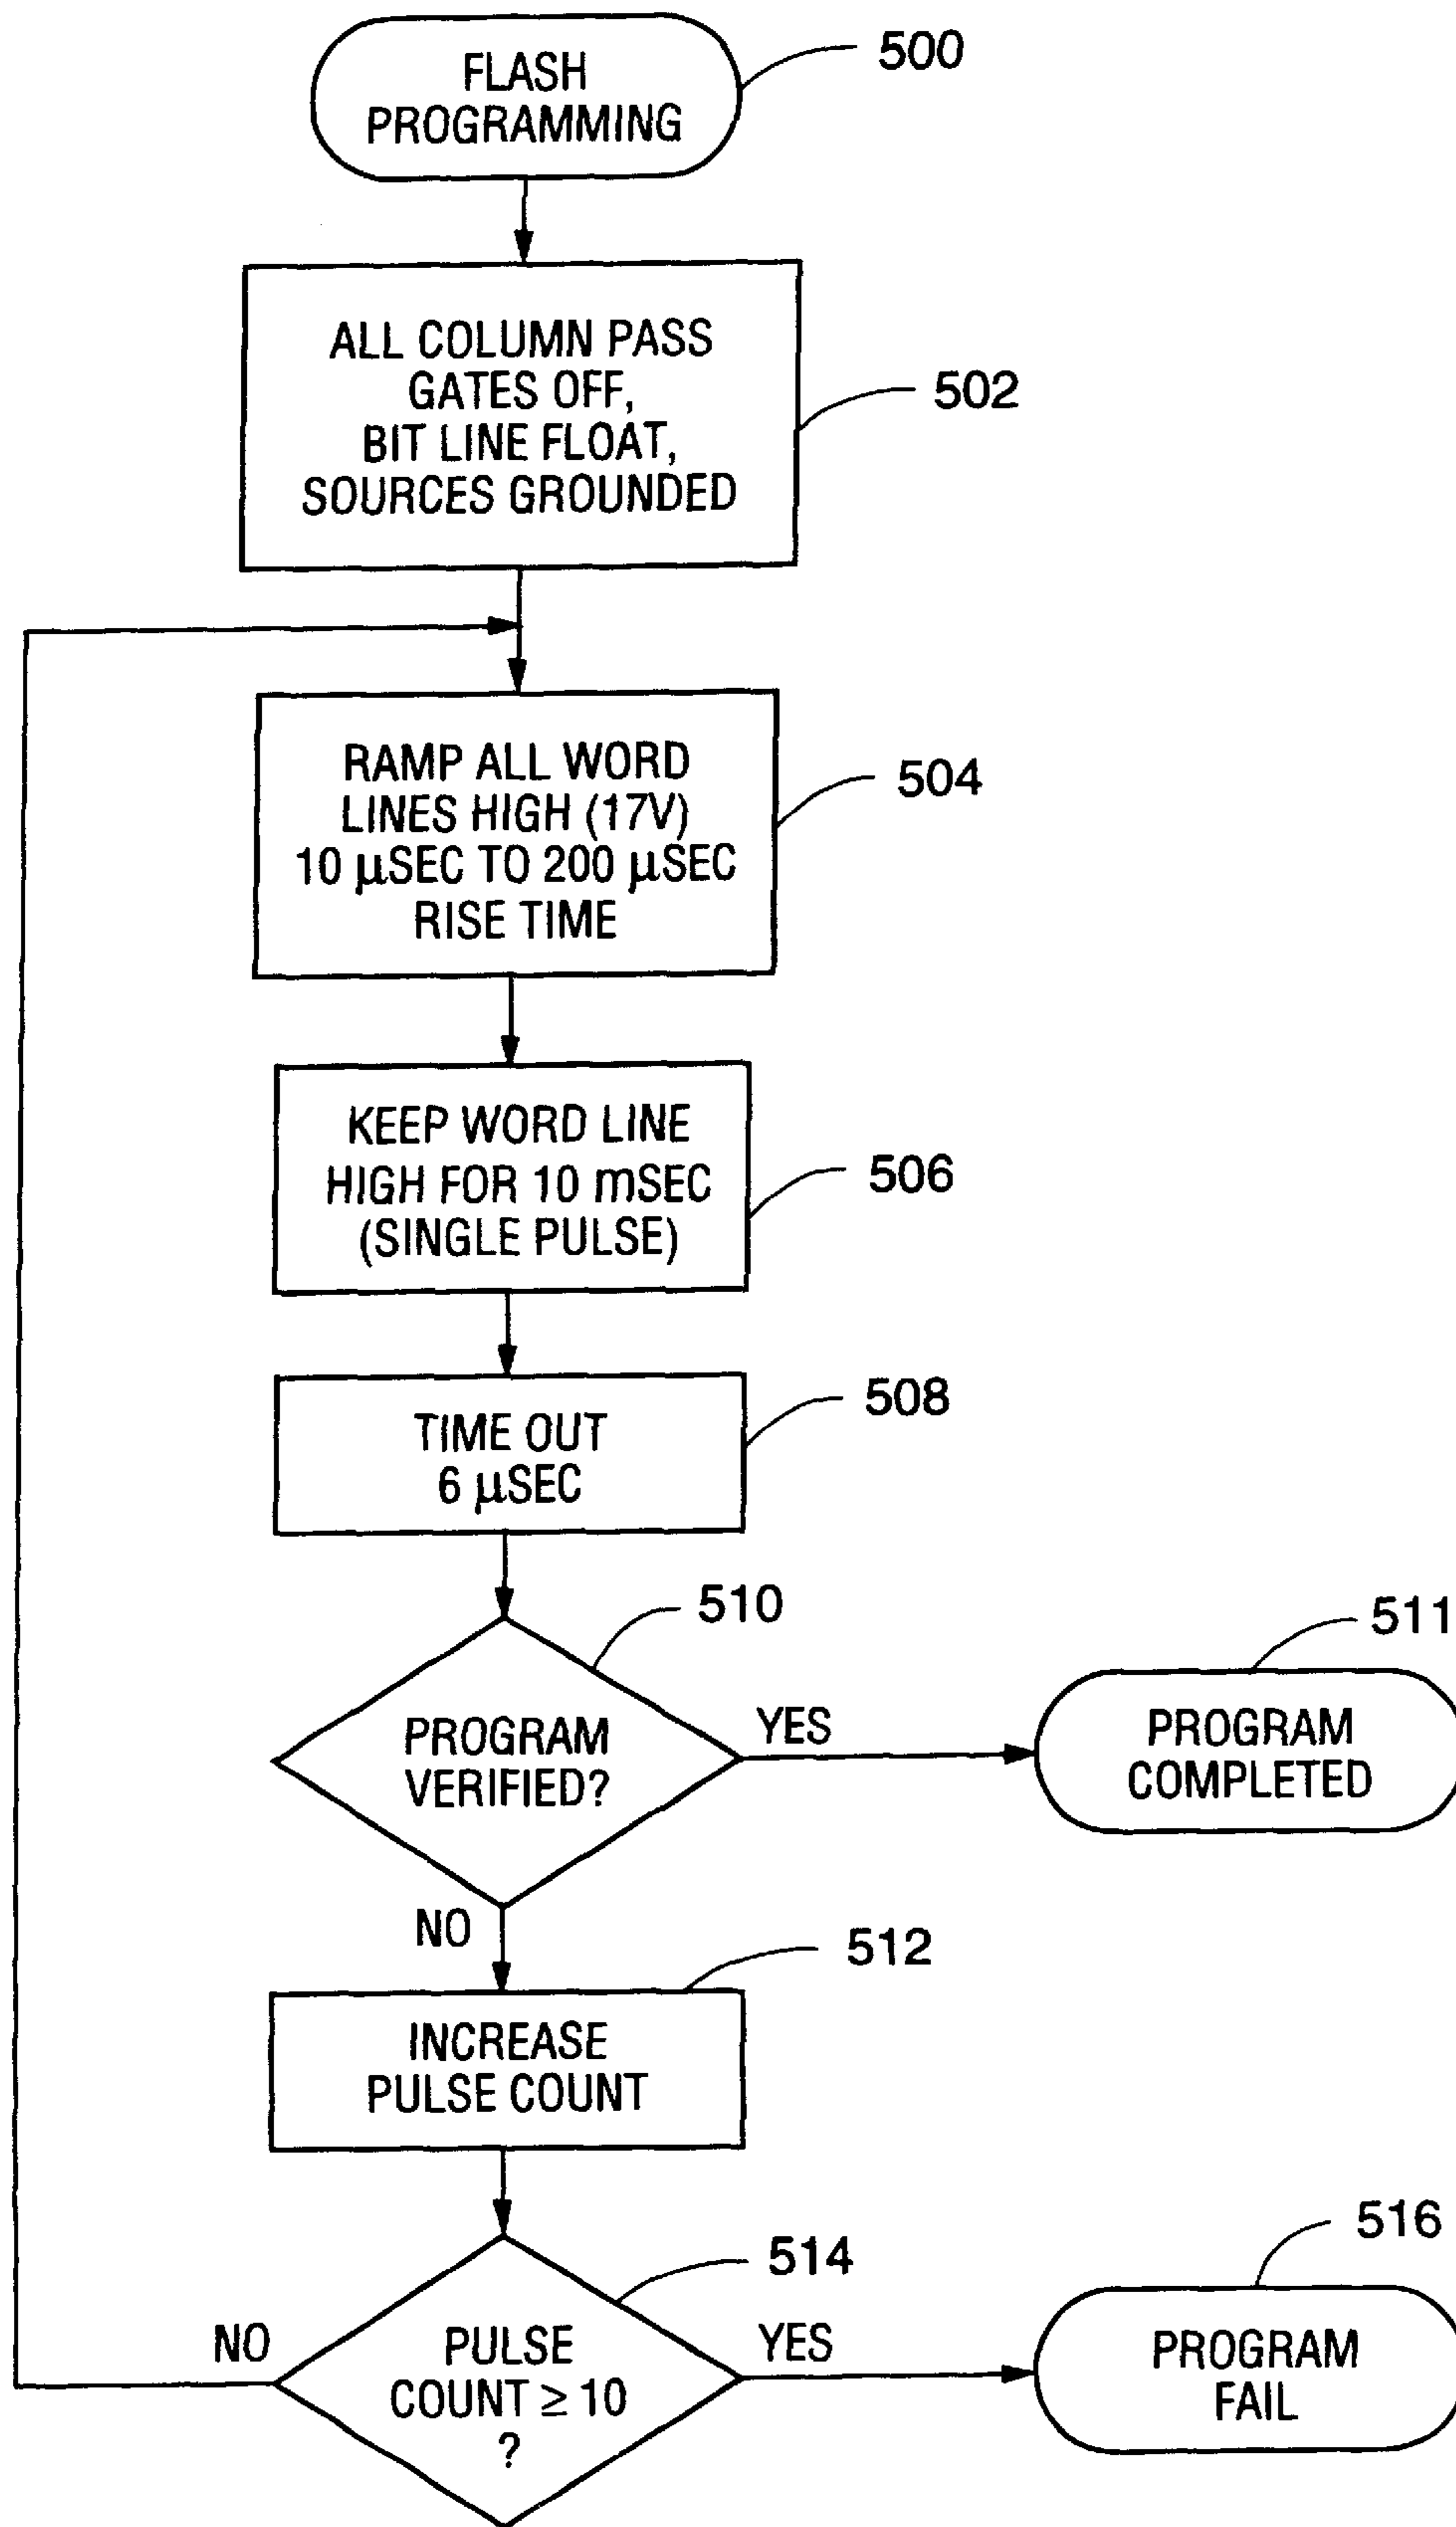 FLASH
PROGRAMMING
500
ALL COLUMN PASS
GATES OFF,
BIT LINE FLOAT,
SOURCES GROUNDED
502
RAMP ALL WORD
LINES HIGH (17V)
10 µSEC TO 200 µSEC
RISE TIME
504
KEEP WORD LINE
HIGH FOR 10 mSEC
(SINGLE PULSE)
506
TIME OUT
6 µSEC
508
510
PROGRAM
VERIFIED?
YES
511
PROGRAM
COMPLETED
NO
512
INCREASE
PULSE COUNT
514
PULSE
COUNT ≥ 10
?
NO
YES
516
PROGRAM
FAIL